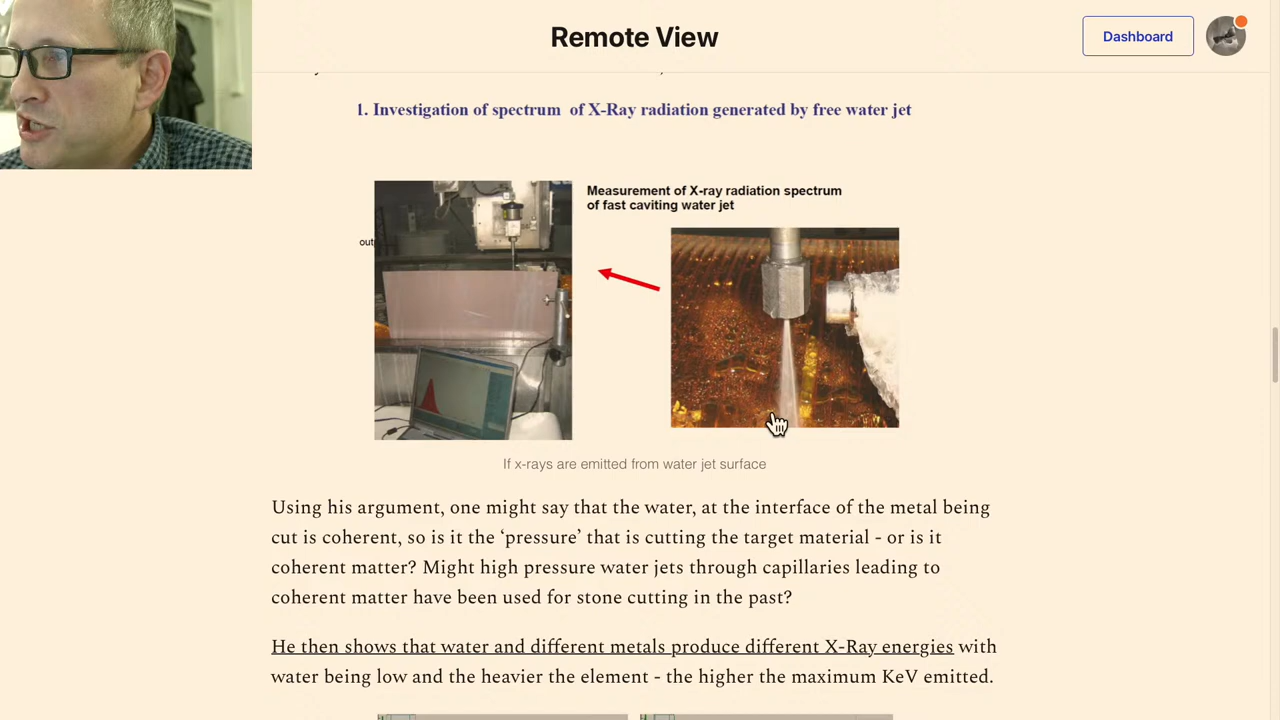 Remote View
Dashboard
1. Investigation of spectrum of X-Ray radiation generated by free water jet
Measurement of X-ray radiation spectrum
of fast caviting water jet
If x-rays are emitted from water jet surface
Using his argument, one might say that the water, at the interface of the metal being
cut is coherent, so is it the ‘pressure’ that is cutting the target material - or is it
coherent matter? Might high pressure water jets through capillaries leading to
coherent matter have been used for stone cutting in the past?
He then shows that water and different metals produce different X-Ray energies with
water being low and the heavier the element - the higher the maximum KeV emitted.